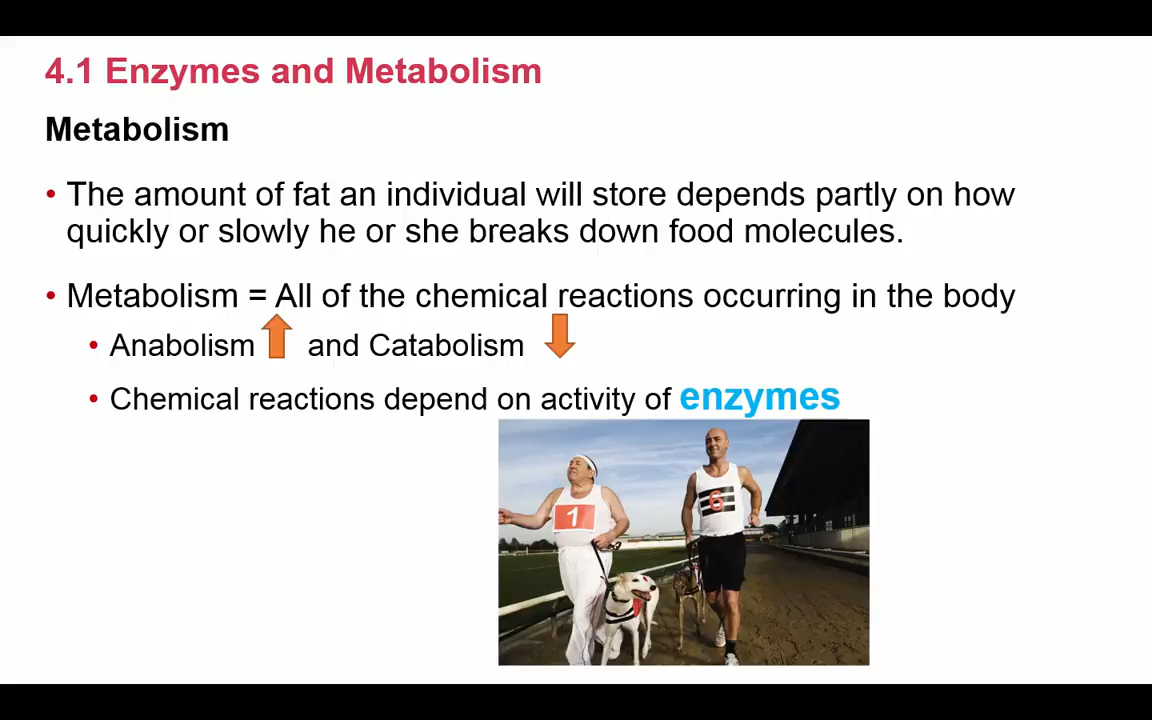 4.1 Enzymes and Metabolism
Metabolism
• The amount of fat an individual will store depends partly on how
quickly or slowly he or she breaks down food molecules.
• Metabolism = All of the chemical reactions occurring in the body
• Anabolism and Catabolism
• Chemical reactions depend on activity of enzymes
1
6